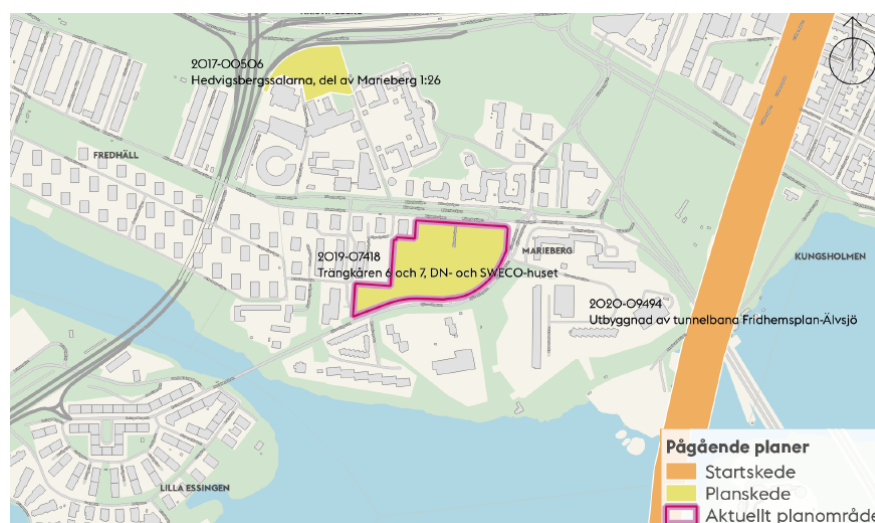 2017-00506
Hedvigsbergssalarna, del av Marieberg 1:26
FREDHÄLL
2019-07418
Trängkåren 6 och 7, DN- och SWECO-huset
MARIEBERG
KUNGSHOLMEN
2020-09494
Utbyggnad av tunnelbana Fridhemsplan-Älvsjö
LILLA ESSINGEN
Pågående planer
Startskede
Planskede
Aktuellt planområde